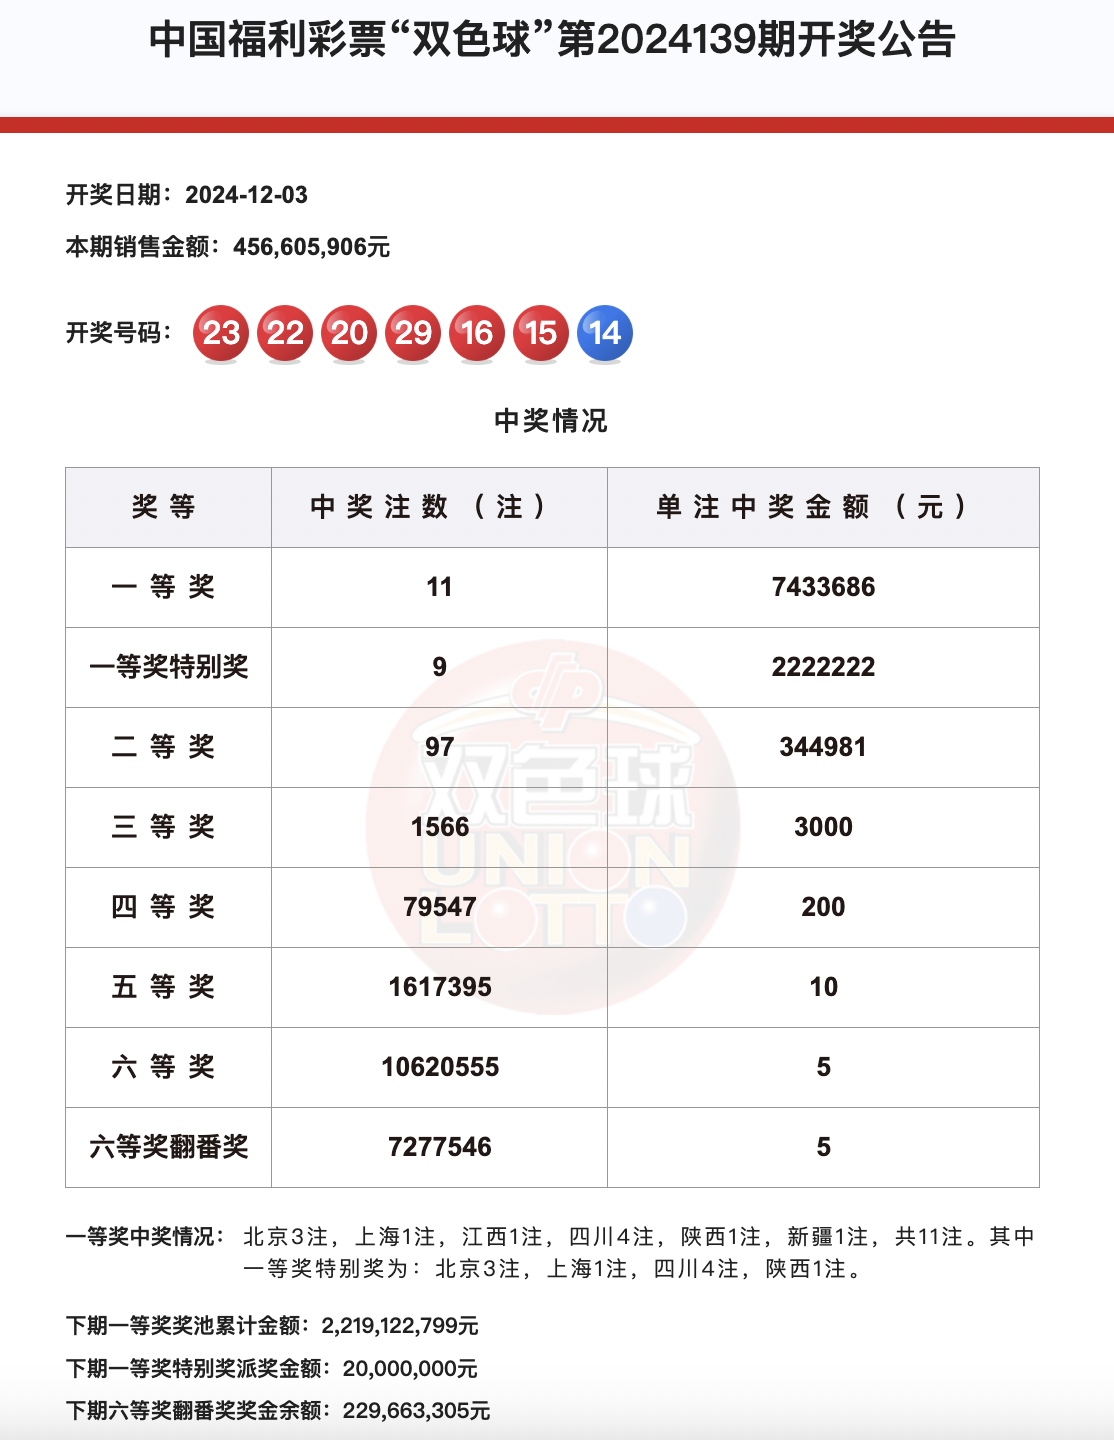 中国福利彩票“双色球”第2024139期开奖公告
开奖日期：2024-12-03
本期销售金额：456,605,906元
开奖号码： 23 22 20 29 16 15 14
中奖情况
奖等 中奖注数（注） 单注中奖金额（元）
一等奖 11 7433686
一等奖特别奖 9 2222222
二等奖 97 344981
三等奖 1566 3000
四等奖 79547 200
五等奖 1617395 10
六等奖 10620555 5
六等奖翻番奖 7277546 5
双色球
UNION
LOTTO
一等奖中奖情况： 北京3注，上海1注，江西1注，四川4注，陕西1注，新疆1注，共11注。其中
一等奖特别奖为：北京3注，上海1注，四川4注，陕西1注。
下期一等奖奖池累计金额：2,219,122,799元
下期一等奖特别奖派奖金额：20,000,000元
下期六等奖翻番奖奖金余额：229,663,305元